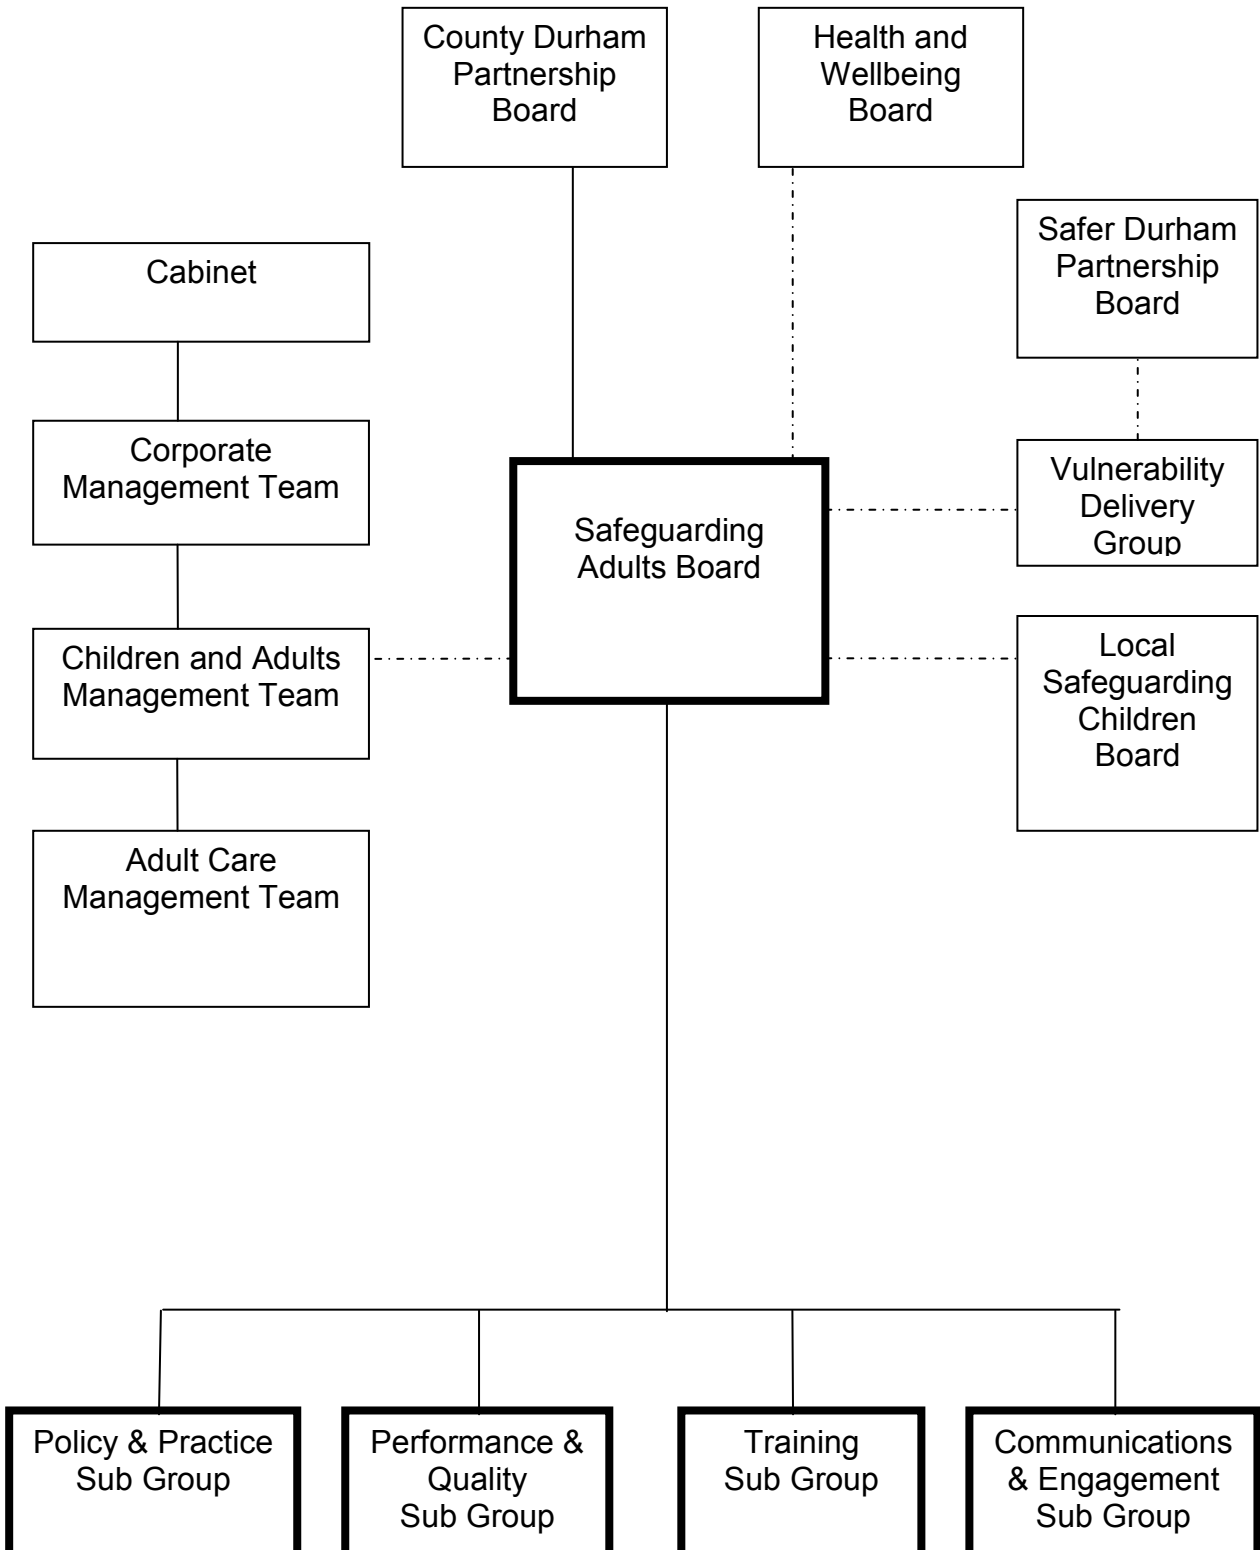 County Durham
Partnership
Board
Health and
Wellbeing
Board
Safer Durham
Partnership
Board
Cabinet
Corporate
Management Team
Vulnerability
Delivery
Group
Safeguarding
Adults Board
Children and Adults
Management Team
Local
Safeguarding
Children
Board
Adult Care
Management Team
Policy & Practice
Sub Group
Performance &
Quality
Sub Group
Training
Sub Group
Communications
& Engagement
Sub Group